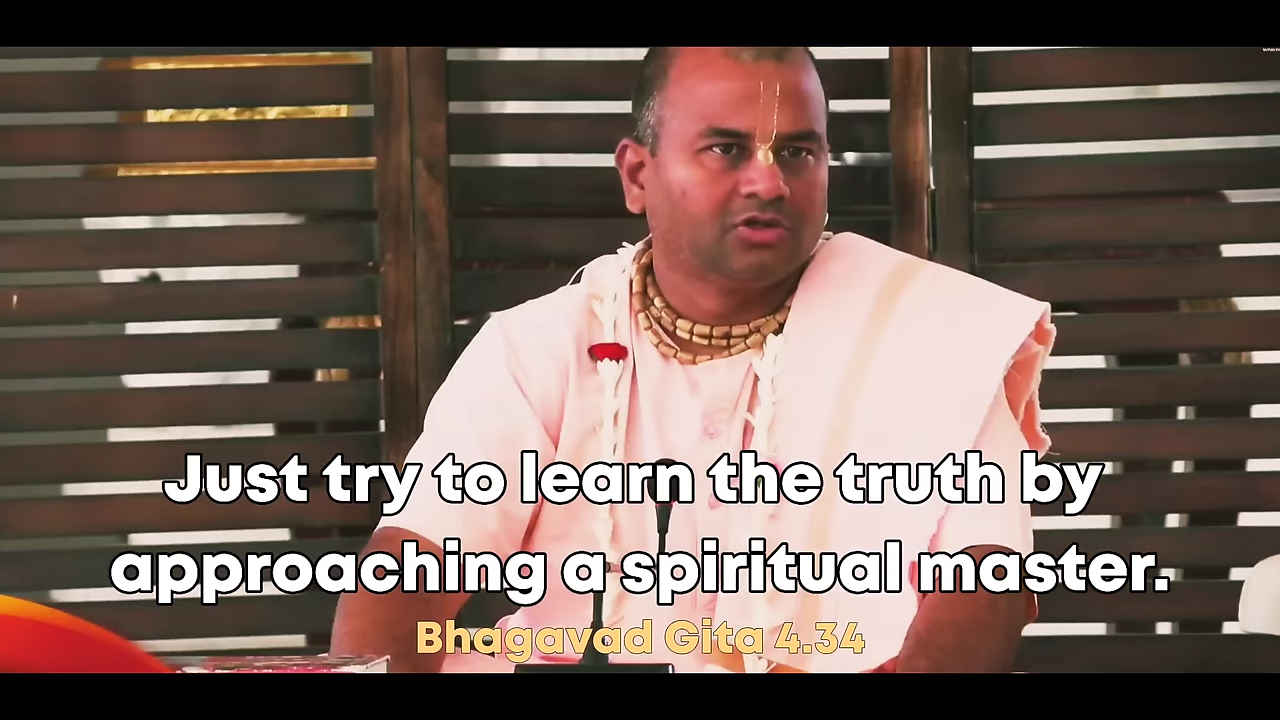 Just try to learn the truth by
approaching a spiritual master.
Bhagavad Gita 4.34